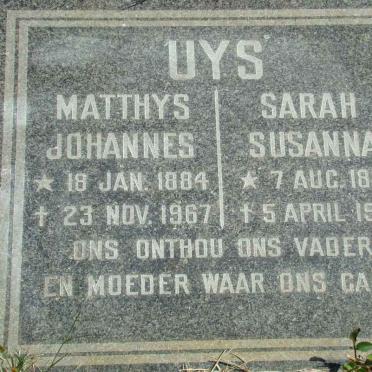 UYS
MATTHYS
JOHANNES
★ 18 JAN. 1884
† 23 NOV. 1967
SARAH
SUSANNA
★ 7 AUG. 18
† 5 APRIL 19
ONS ONTHOU ONS VADER
EN MOEDER WAAR ONS GA